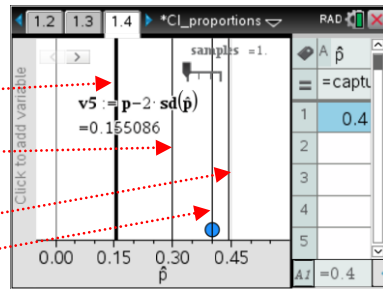 1.2 1.3 1.4 *CI_proportions RAD
samples =1.
v5 := p−2· sd(p̂)
=0.155086
Click to add variable
0.00 0.15 0.30 0.45
p̂
A p̂
= =captu
1 0.4
2
3
4
5
A1 =0.4